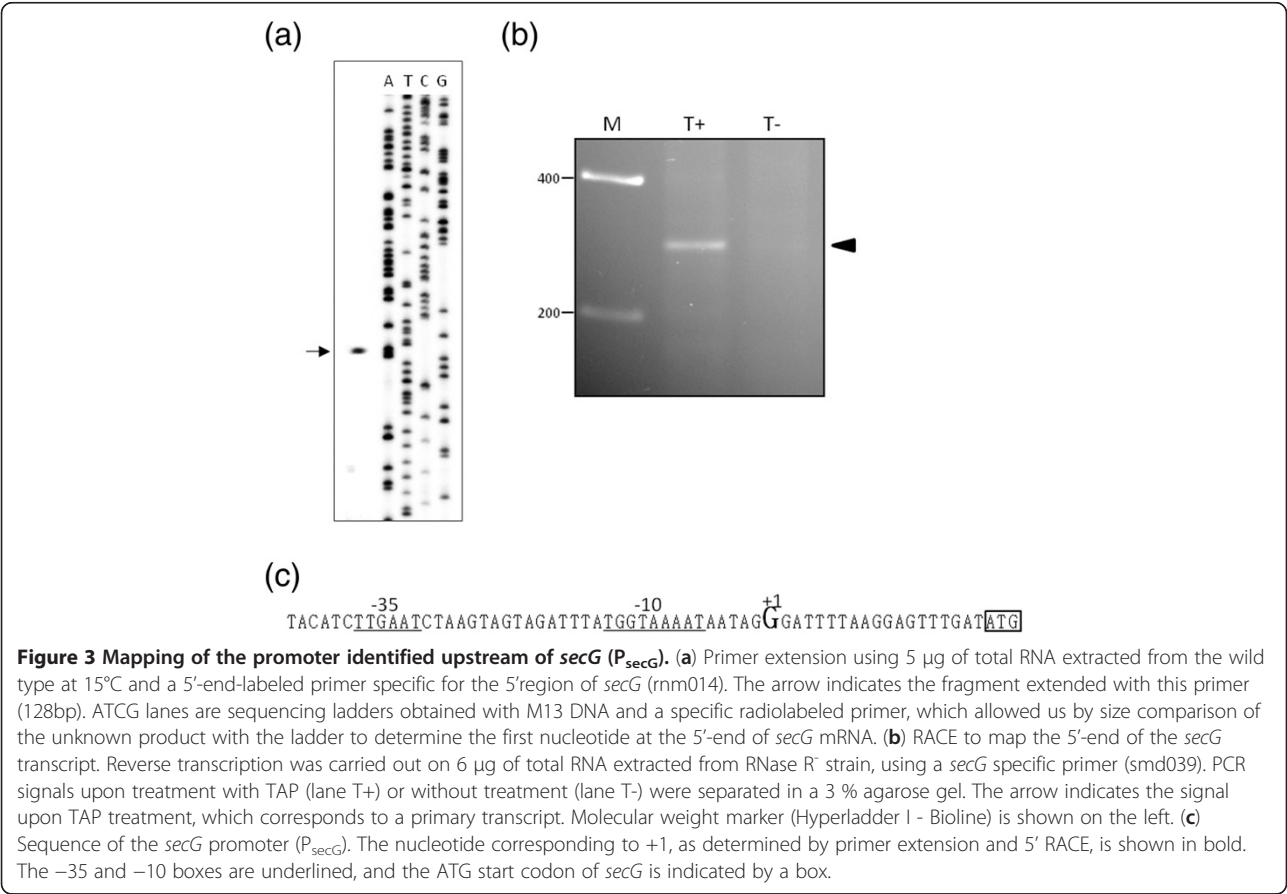 (a)
(b)
A T C G
M T+ T-
400
200
(c)
-35 -10 +1
TACATCTTGAATCTAAGTAGTAGATTTATGGTAAAATAATAGGGATTTTAAGGAGTTTGATATG
Figure 3 Mapping of the promoter identified upstream of secG (PsecG). (a) Primer extension using 5 μg of total RNA extracted from the wild
type at 15°C and a 5′-end-labeled primer specific for the 5′region of secG (rnm014). The arrow indicates the fragment extended with this primer
(128bp). ATCG lanes are sequencing ladders obtained with M13 DNA and a specific radiolabeled primer, which allowed us by size comparison of
the unknown product with the ladder to determine the first nucleotide at the 5′-end of secG mRNA. (b) RACE to map the 5′-end of the secG
transcript. Reverse transcription was carried out on 6 μg of total RNA extracted from RNase R- strain, using a secG specific primer (smd039). PCR
signals upon treatment with TAP (lane T+) or without treatment (lane T-) were separated in a 3 % agarose gel. The arrow indicates the signal
upon TAP treatment, which corresponds to a primary transcript. Molecular weight marker (Hyperladder I - Bioline) is shown on the left. (c)
Sequence of the secG promoter (PsecG). The nucleotide corresponding to +1, as determined by primer extension and 5′ RACE, is shown in bold.
The −35 and −10 boxes are underlined, and the ATG start codon of secG is indicated by a box.